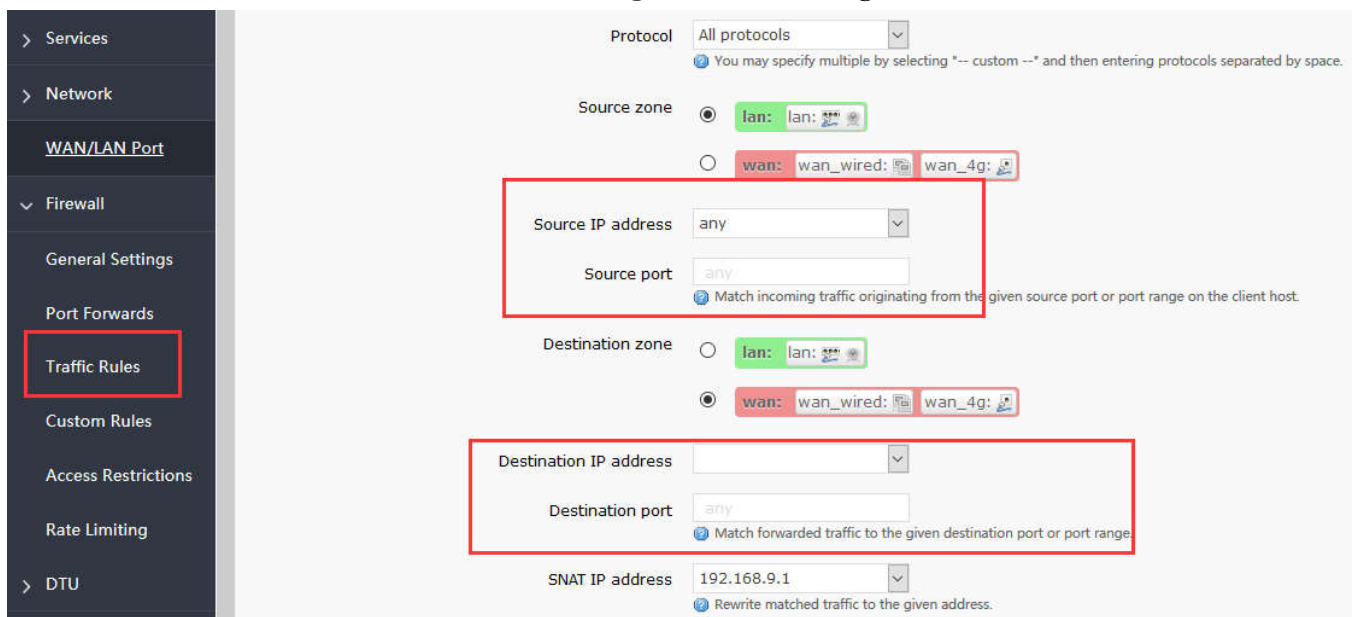 Services
Network
WAN/LAN Port
Firewall
General Settings
Port Forwards
Traffic Rules
Custom Rules
Access Restrictions
Rate Limiting
DTU
Protocol All protocols
You may specify multiple by selecting "-- custom --" and then entering protocols separated by space.
Source zone lan: lan:
wan: wan_wired: wan_4g:
Source IP address any
Source port any
Match incoming traffic originating from the given source port or port range on the client host.
Destination zone lan: lan:
wan: wan_wired: wan_4g:
Destination IP address
Destination port any
Match forwarded traffic to the given destination port or port range.
SNAT IP address 192.168.9.1
Rewrite matched traffic to the given address.